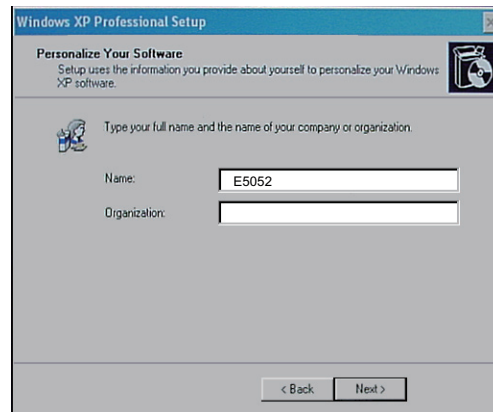 Windows XP Professional Setup
Personalize Your Software
Setup uses the information you provide about yourself to personalize your Windows
XP software.
Type your full name and the name of your company or organization.
Name:
E5052
Organization:
< Back
Next >